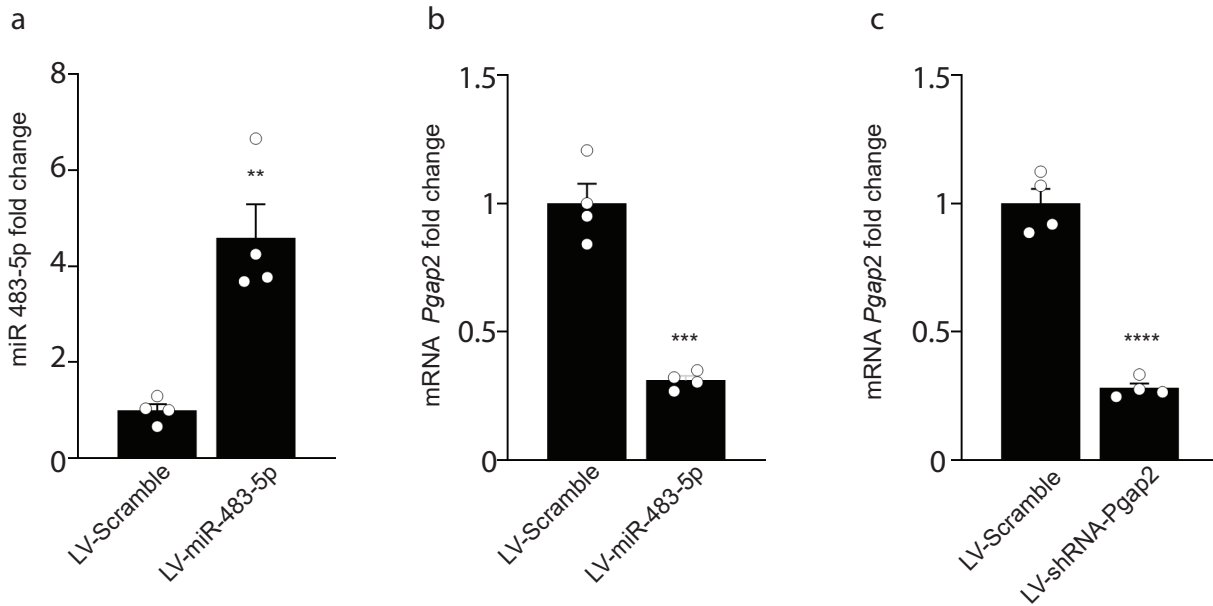 a
miR 483-5p fold change
8
6
4
2
0
**
LV-Scramble
LV-miR-483-5p
b
mRNA Pgap2 fold change
1.5
1
0.5
0
***
LV-Scramble
LV-miR-483-5p
c
mRNA Pgap2 fold change
1.5
1
0.5
0
****
LV-Scramble
LV-shRNA-Pgap2